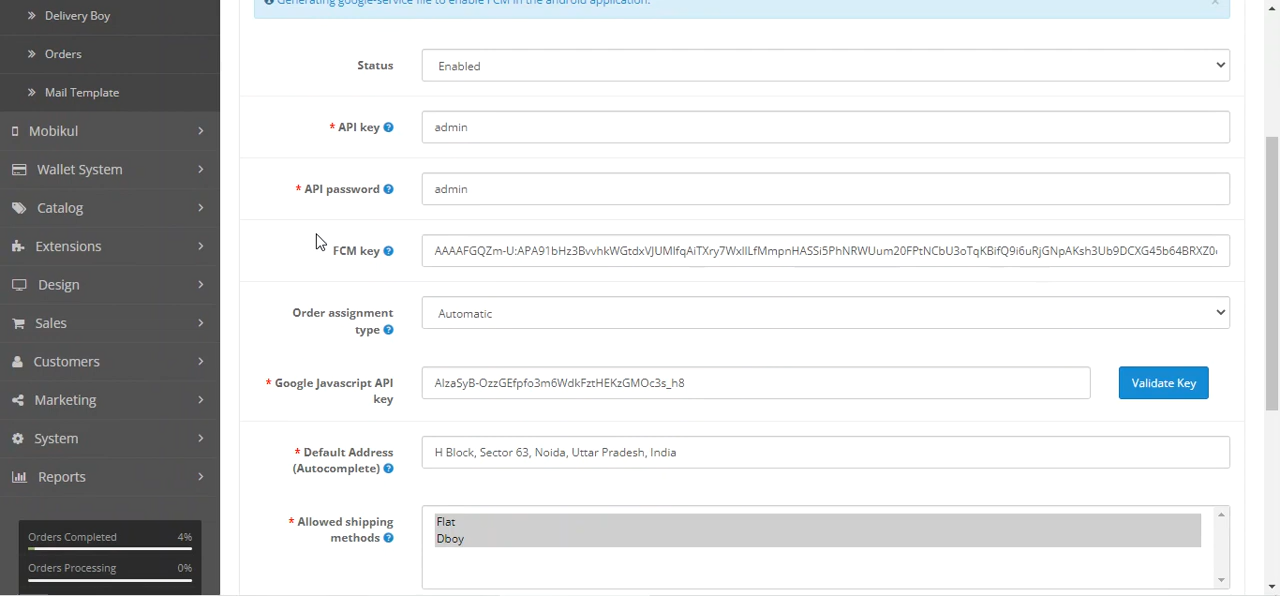 Delivery Boy
Orders
Mail Template
Mobikul
Wallet System
Catalog
Extensions
Design
Sales
Customers
Marketing
System
Reports
Orders Completed 4%
Orders Processing 0%
Generating google-service file to enable FCM in the android application. ×
Status Enabled
* API key admin
* API password admin
FCM key AAAAFGQZm-U:APA91bHz3BvvhkWGtdxVJUMIfqAiTXry7WxlILfMmpnHASSi5PhNRWUum20FPtNCbU3oTqKBifQ9i6uRjGNpAKsh3Ub9DCXG45b64BRXZ0
Order assignment
type
Automatic
* Google Javascript API
key
AIzaSyB-OzzGEfpfo3m6WdkFztHEKzGMOc3s_h8
Validate Key
* Default Address
(Autocomplete)
H Block, Sector 63, Noida, Uttar Pradesh, India
* Allowed shipping
methods
Flat
Dboy